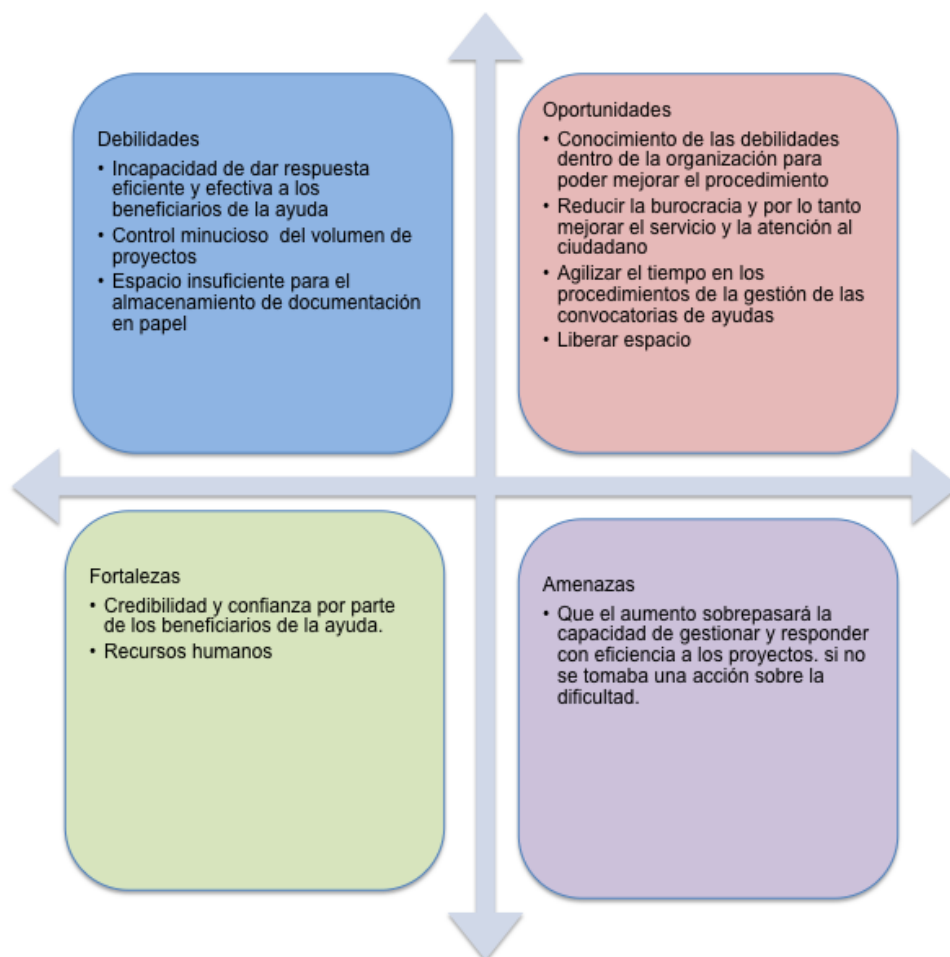 Debilidades
• Incapacidad de dar respuesta
eficiente y efectiva a los
beneficiarios de la ayuda
• Control minucioso del volumen de
proyectos
• Espacio insuficiente para el
almacenamiento de documentación
en papel
Oportunidades
• Conocimiento de las debilidades
dentro de la organización para
poder mejorar el procedimiento
• Reducir la burocracia y por lo tanto
mejorar el servicio y la atención al
ciudadano
• Agilizar el tiempo en los
procedimientos de la gestión de las
convocatorias de ayudas
• Liberar espacio
Fortalezas
• Credibilidad y confianza por parte
de los beneficiarios de la ayuda.
• Recursos humanos
Amenazas
• Que el aumento sobrepasará la
capacidad de gestionar y responder
con eficiencia a los proyectos. si no
se tomaba una acción sobre la
dificultad.